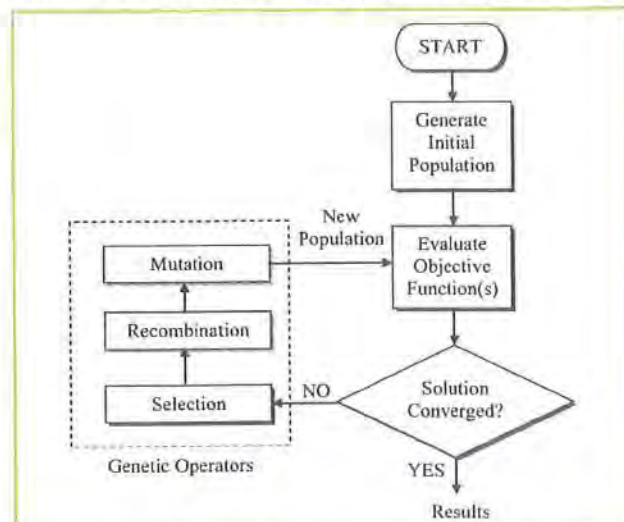 START
Generate
Initial
Population
New
Population
Evaluate
Objective
Function(s)
Mutation
Recombination
Selection
NO
Solution
Converged?
Genetic Operators
YES
Results